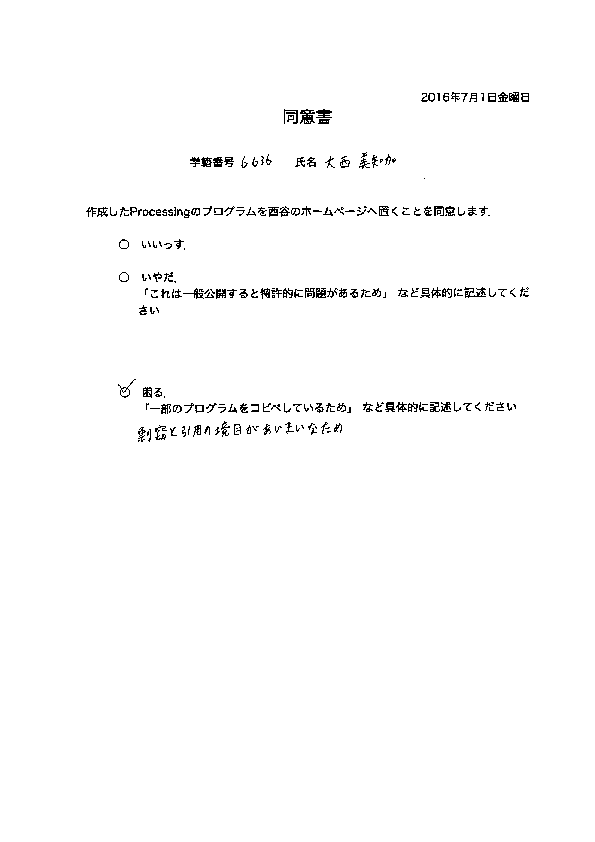 2016年7月1日金曜日
同意書
学籍番号 6636 氏名 大西 美知加
作成したProcessingのプログラムを西谷のホームページへ置くことを同意します.
○ いいっす.
○ いやだ.
「これは一般公開すると特許的に問題があるため」 など具体的に記述してくだ
さい
○ 困る.
「一部のプログラムをコピペしているため」 など具体的に記述してください
剽窃と引用の境目があいまいなため